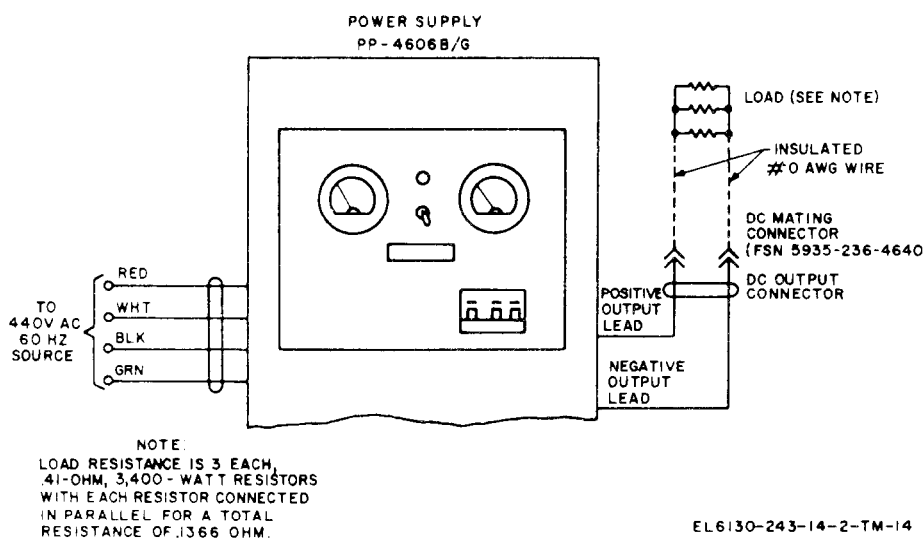 POWER SUPPLY
PP-4606B/G
LOAD (SEE NOTE)
INSULATED
#0 AWG WIRE
DC MATING
CONNECTOR
(FSN 5935-236-4640
DC OUTPUT
CONNECTOR
POSITIVE
OUTPUT
LEAD
NEGATIVE
OUTPUT
LEAD
TO
440V AC
60 HZ
SOURCE
RED
WHT
BLK
GRN
NOTE:
LOAD RESISTANCE IS 3 EACH,
.41-OHM, 3,400-WATT RESISTORS
WITH EACH RESISTOR CONNECTED
IN PARALLEL FOR A TOTAL
RESISTANCE OF .1366 OHM.
EL6130-243-14-2-TM-14